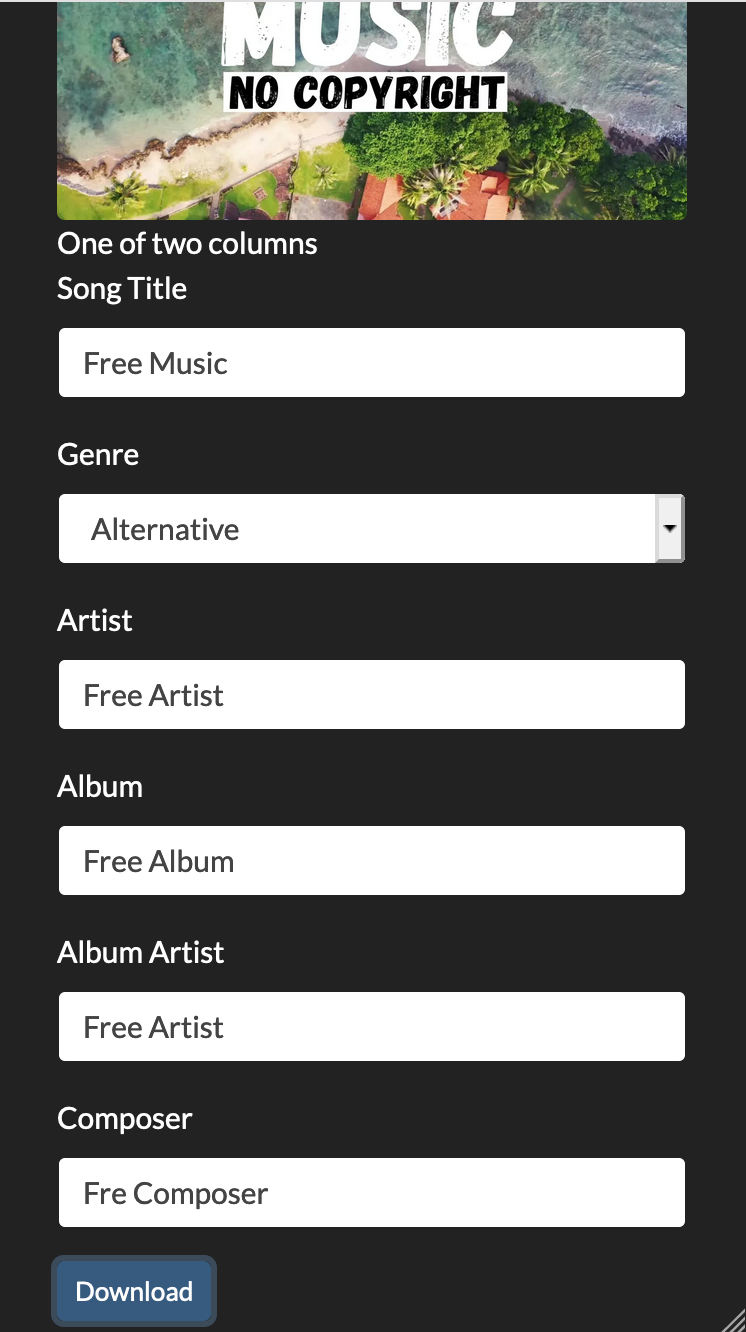 MUSIC
NO COPYRIGHT
One of two columns
Song Title
Free Music
Genre
Alternative
Artist
Free Artist
Album
Free Album
Album Artist
Free Artist
Composer
Fre Composer
Download